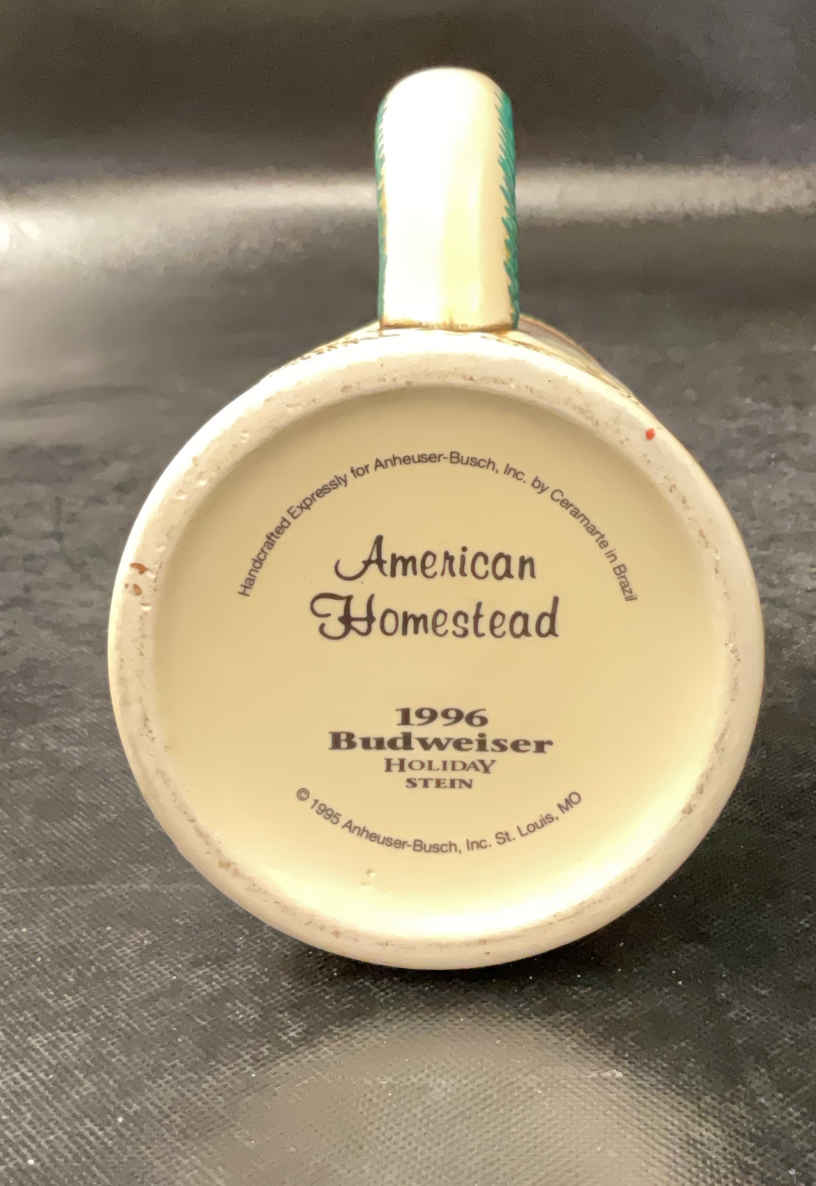 Handcrafted Expressly for Anheuser-Busch, Inc. by Ceramarte in Brazil
American
Homestead
1996
Budweiser
HOLIDAY
STEIN
© 1995 Anheuser-Busch, Inc. St. Louis, MO